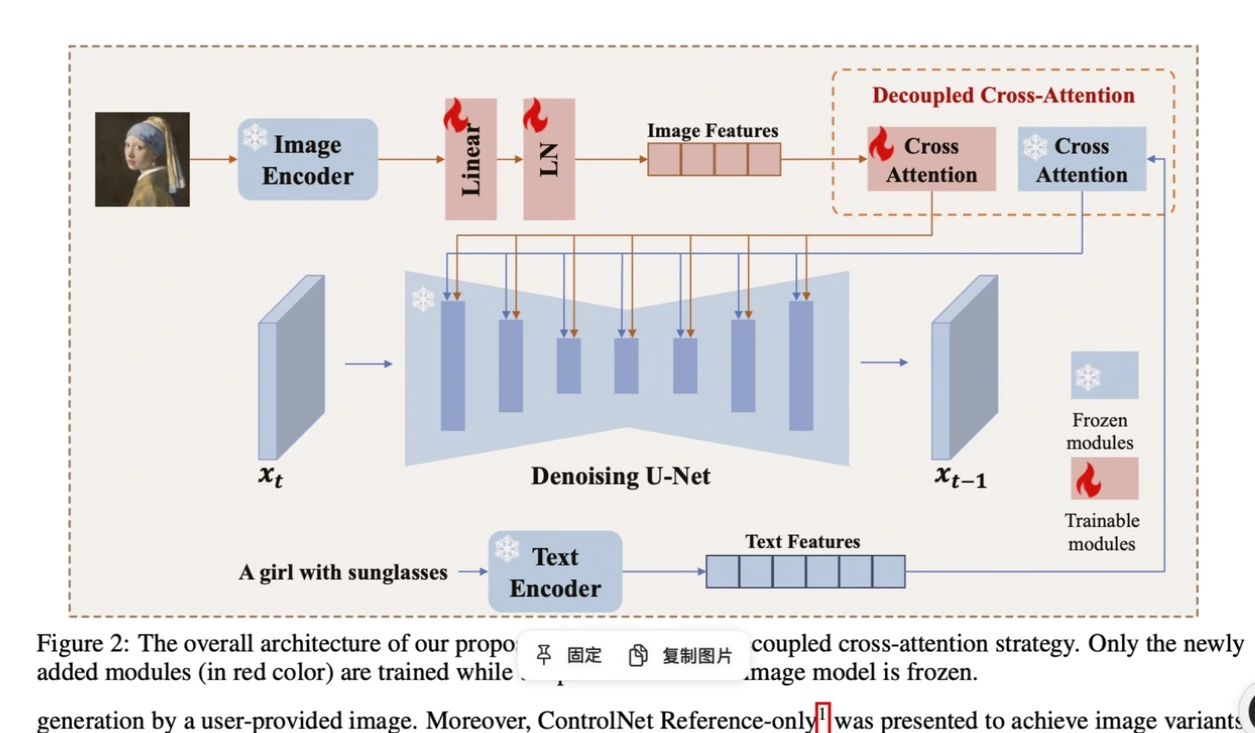 Decoupled Cross-Attention
Image
Encoder
Linear
LN
Image Features
Cross
Attention
Cross
Attention
Denoising U-Net
x_t
x_{t−1}
Frozen
modules
Trainable
modules
A girl with sunglasses
Text
Encoder
Text Features
Figure 2: The overall architecture of our coupled cross-attention strategy. Only the newly
added modules (in red color) are trained while image model is frozen.
固定 复制图片
generation by a user-provided image. Moreover, ControlNet Reference-only1 was presented to achieve image variants